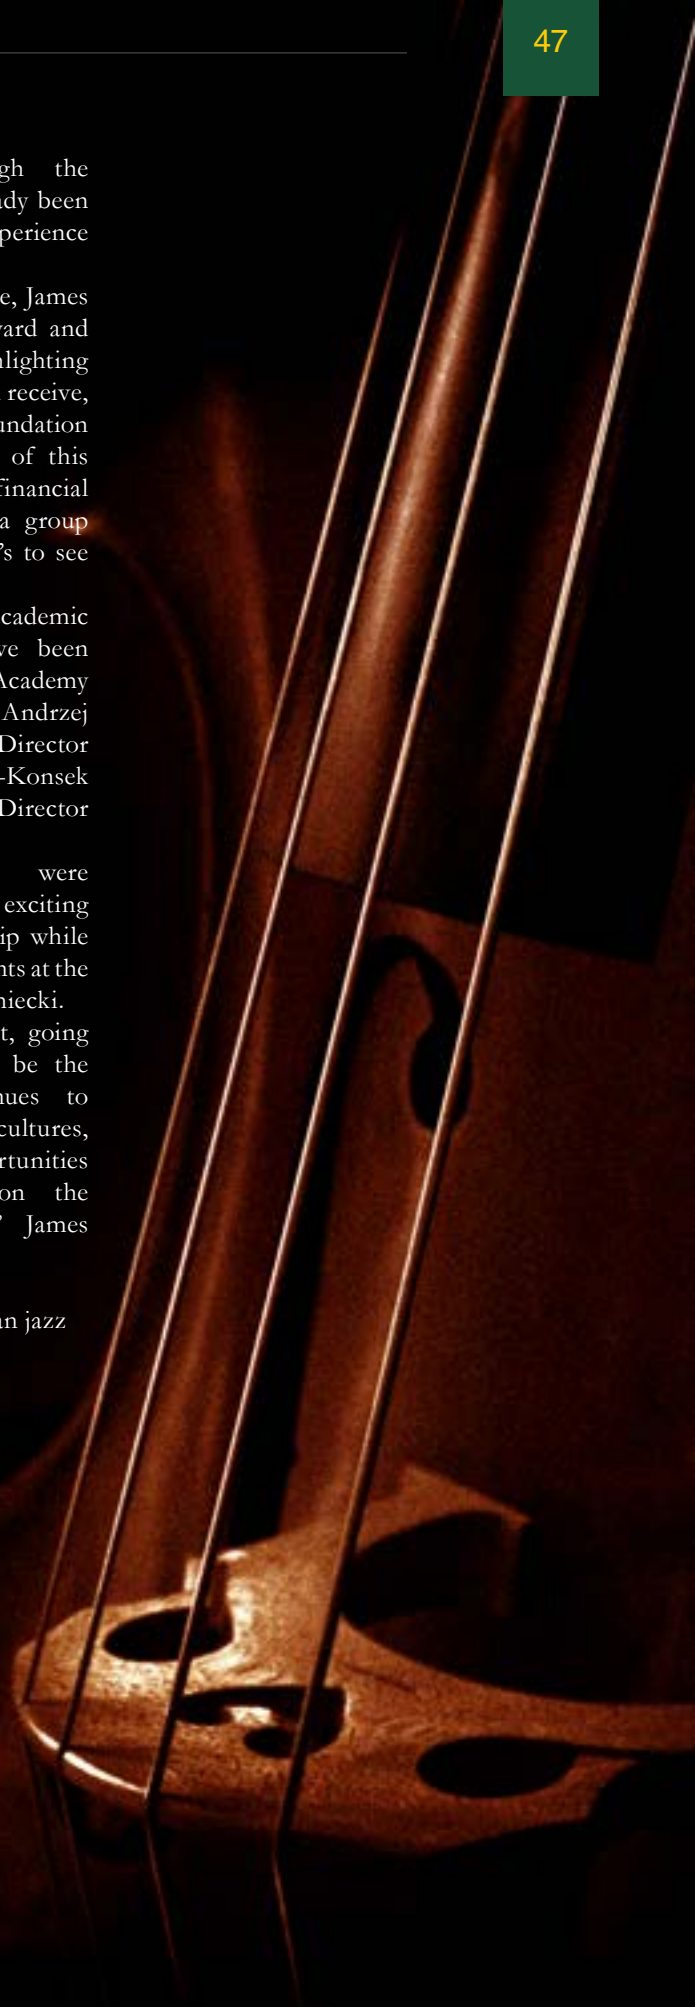 47
gh the
ady been
perience
e, James
ard and
lighting
receive,
undation
of this
financial
a group
's to see
cademic
ve been
Academy
Andrzej
Director
-Konsek
Director
were
exciting
ip while
nts at the
niecki.
t, going
be the
nues to
cultures,
rtunities
on the
" James
an jazz